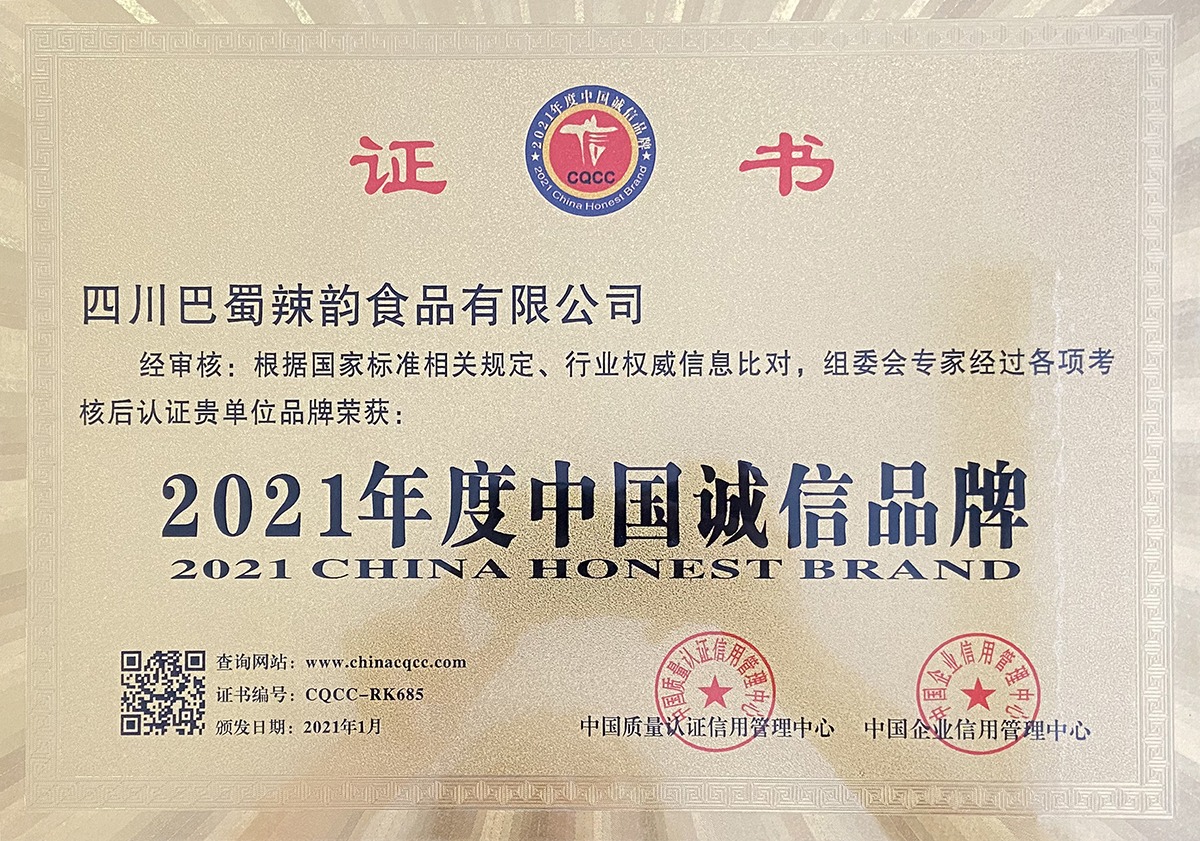 证 书
2021年度中国诚信品牌
CQCC
2021 China Honest Brand
四川巴蜀辣韵食品有限公司
经审核：根据国家标准相关规定、行业权威信息比对，组委会专家经过各项考
核后认证贵单位品牌荣获：
2021年度中国诚信品牌
2021 CHINA HONEST BRAND
查询网站：www.chinacqcc.com
证书编号：CQCC-RK685
颁发日期：2021年1月
中国质量认证信用管理中心
中国质量认证信用管理中心
中国企业信用管理中心
中国企业信用管理中心